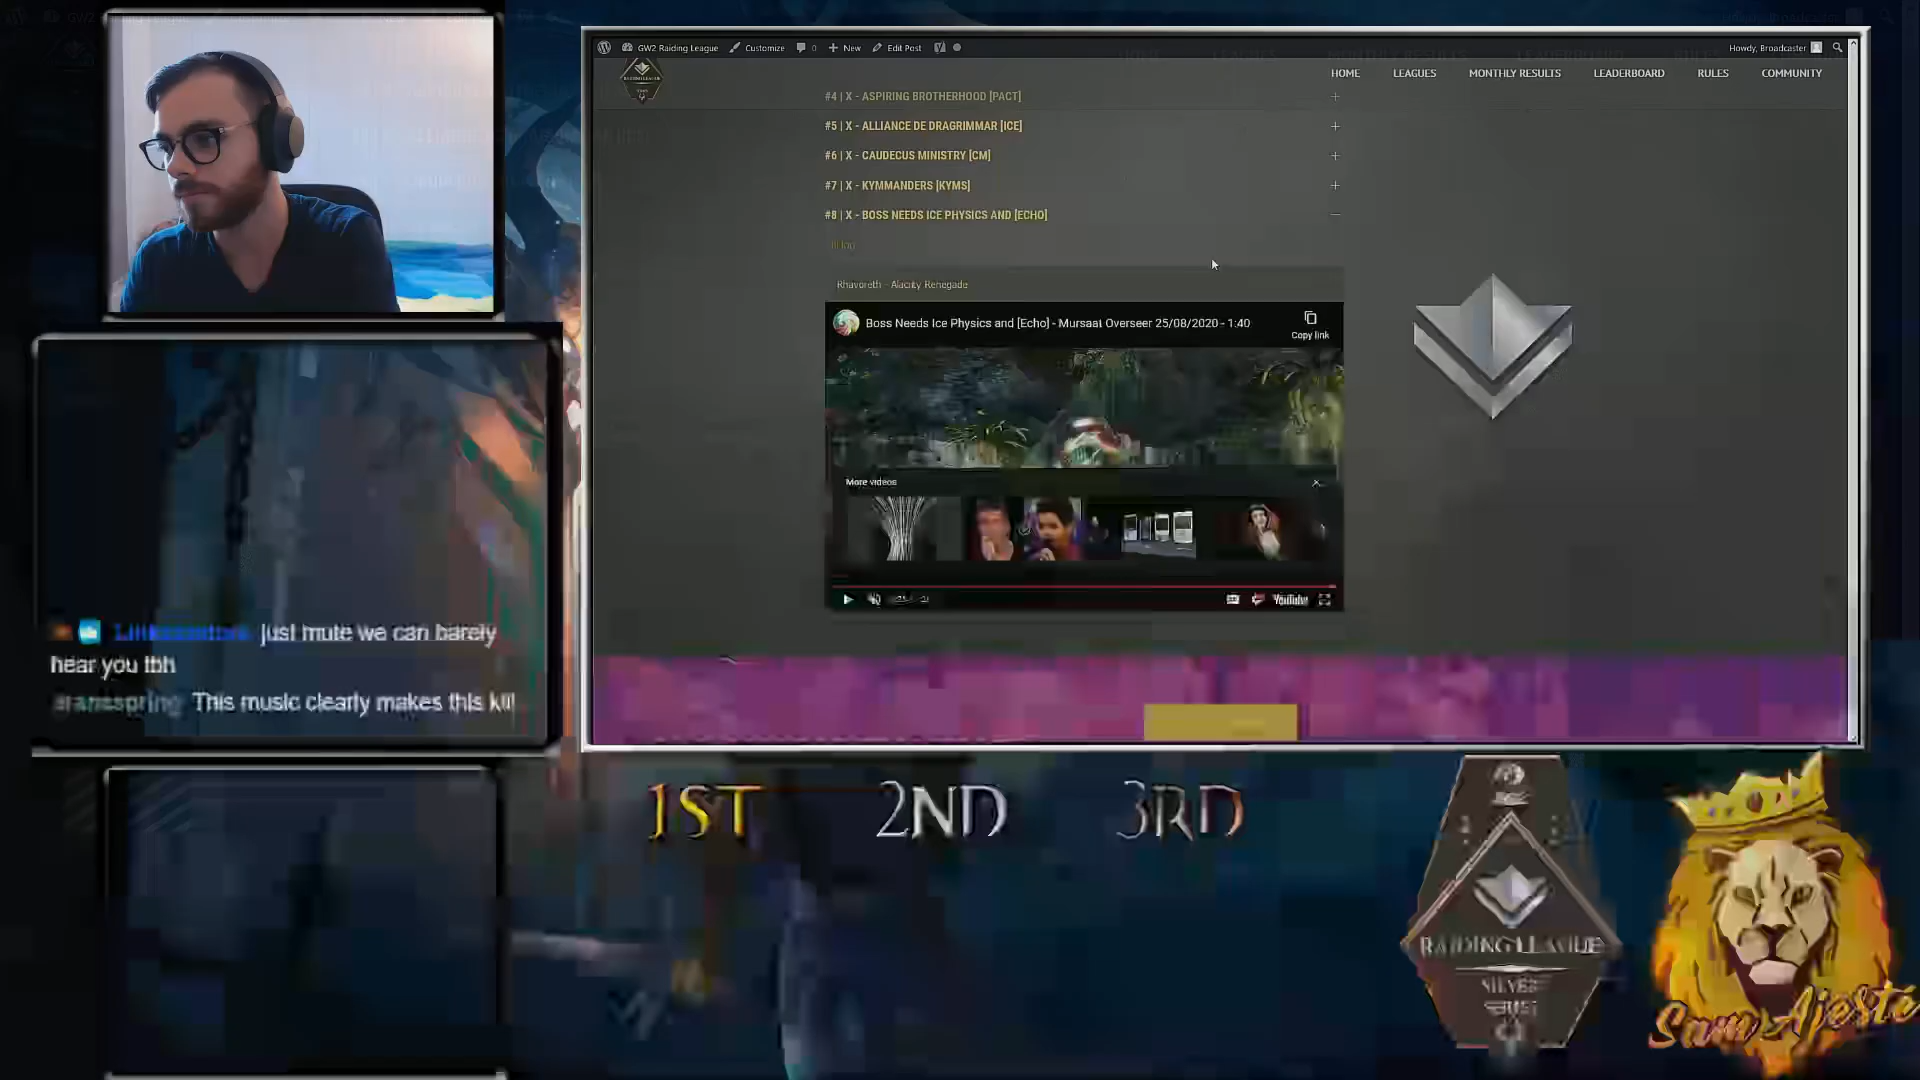 GW2 Raiding League Customize 0 New Edit Post Howdy, Broadcaster
HOME LEAGUES MONTHLY RESULTS LEADERBOARD RULES COMMUNITY
#4 | X - ASPIRING BROTHERHOOD [PACT]
#5 | X - ALLIANCE DE DRAGRIMMAR [ICE]
#6 | X - CAUDECUS MINISTRY [CM]
#7 | X - KYMMANDERS [KYMS]
#8 | X - BOSS NEEDS ICE PHYSICS AND [ECHO]
Rhavoreth - Alacrity Renegade
Boss Needs Ice Physics and [Echo] - Mursaat Overseer 25/08/2020 - 1:40
Copy link
More videos
YouTube
just mute we can barely
hear you tbh
This music clearly makes this kill
1ST 2ND 3RD
RAIDING LEAGUE
SILVER